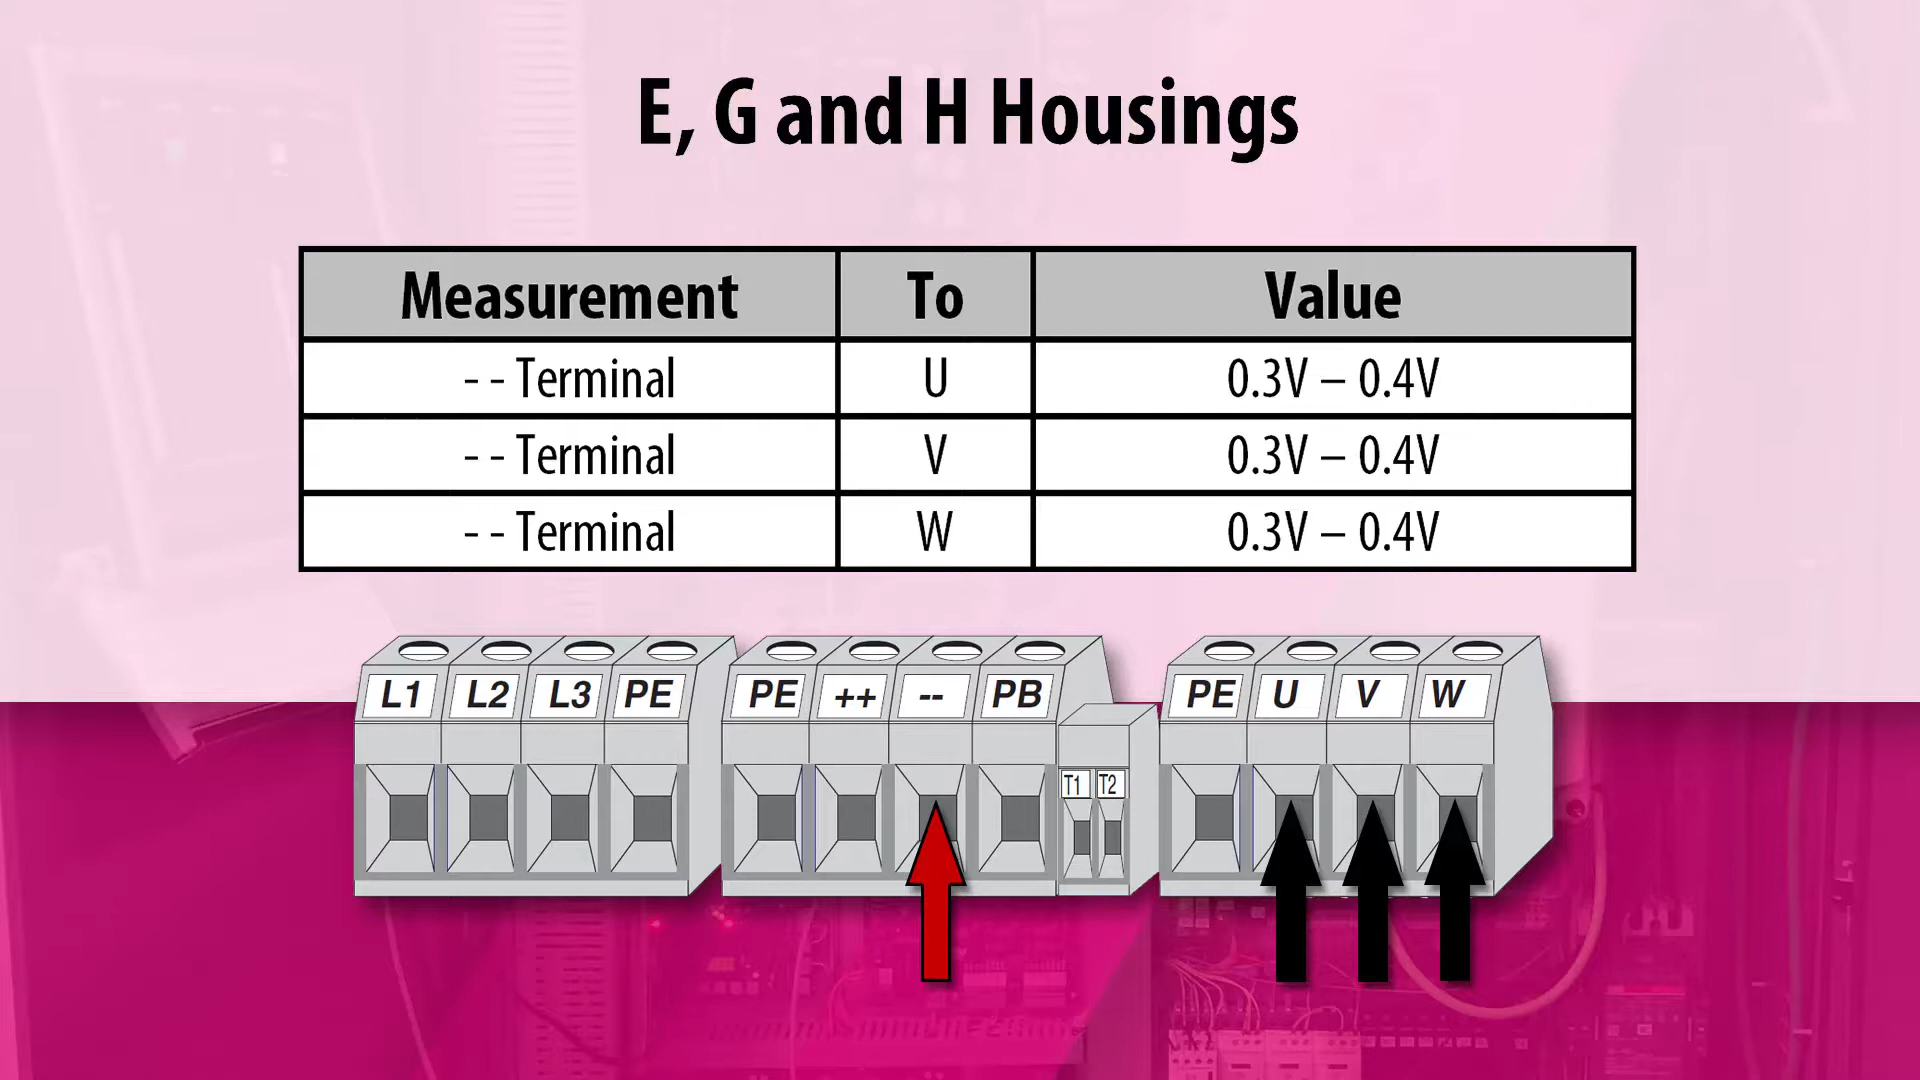 E, G and H Housings
Measurement To Value
- - Terminal U 0.3V – 0.4V
- - Terminal V 0.3V – 0.4V
- - Terminal W 0.3V – 0.4V
L1 L2 L3 PE PE ++ -- PB PE U V W
T1 T2